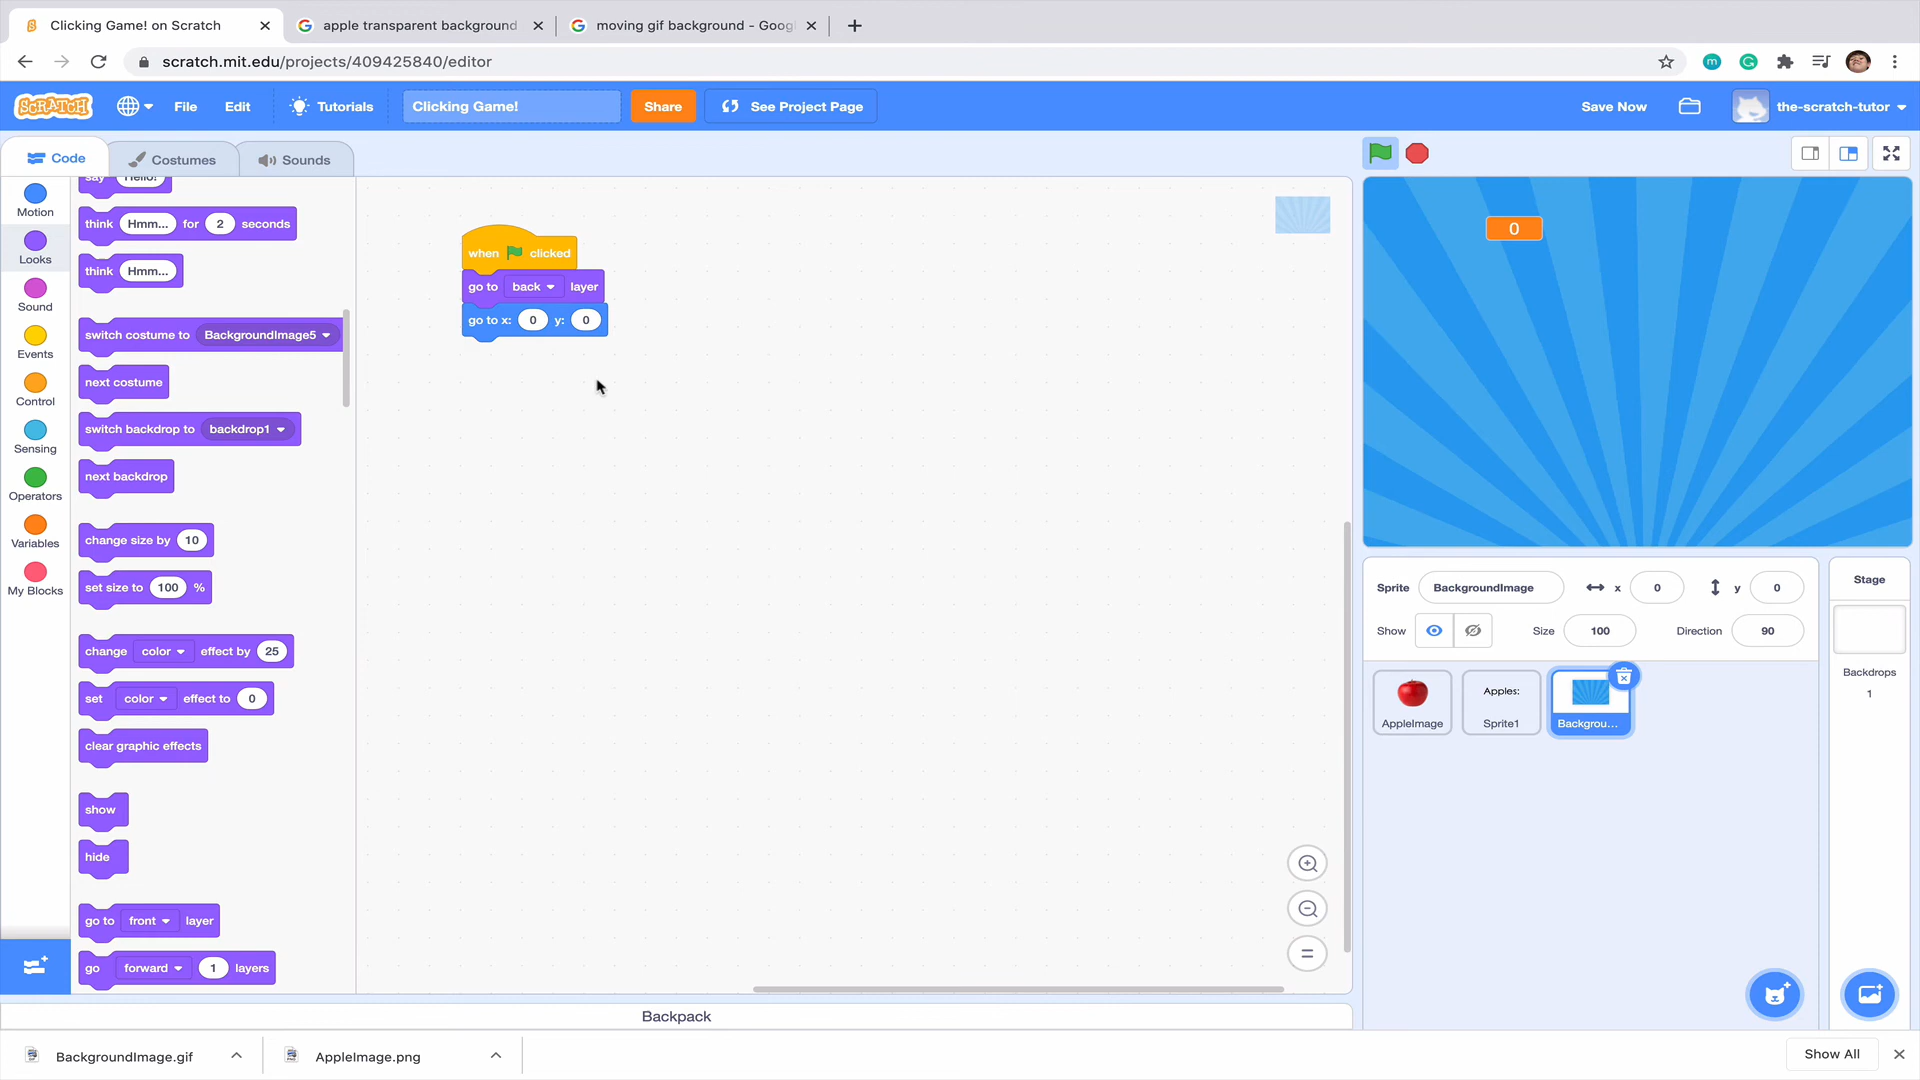 Clicking Game! on Scratch
apple transparent background
moving gif background - Goog
scratch.mit.edu/projects/409425840/editor
SCRATCH
File
Edit
Tutorials
Clicking Game!
Share
See Project Page
Save Now
the-scratch-tutor
Code
Costumes
Sounds
Motion
Looks
Sound
Events
Control
Sensing
Operators
Variables
My Blocks
say Hello!
think Hmm... for 2 seconds
think Hmm...
switch costume to BackgroundImage5
next costume
switch backdrop to backdrop1
next backdrop
change size by 10
set size to 100 %
change color effect by 25
set color effect to 0
clear graphic effects
show
hide
go to front layer
go forward 1 layers
when clicked
go to back layer
go to x: 0 y: 0
0
Sprite BackgroundImage x 0 y 0
Show Size 100 Direction 90
AppleImage
Apples:
Sprite1
Backgrou...
Stage
Backdrops
1
Backpack
BackgroundImage.gif
AppleImage.png
Show All